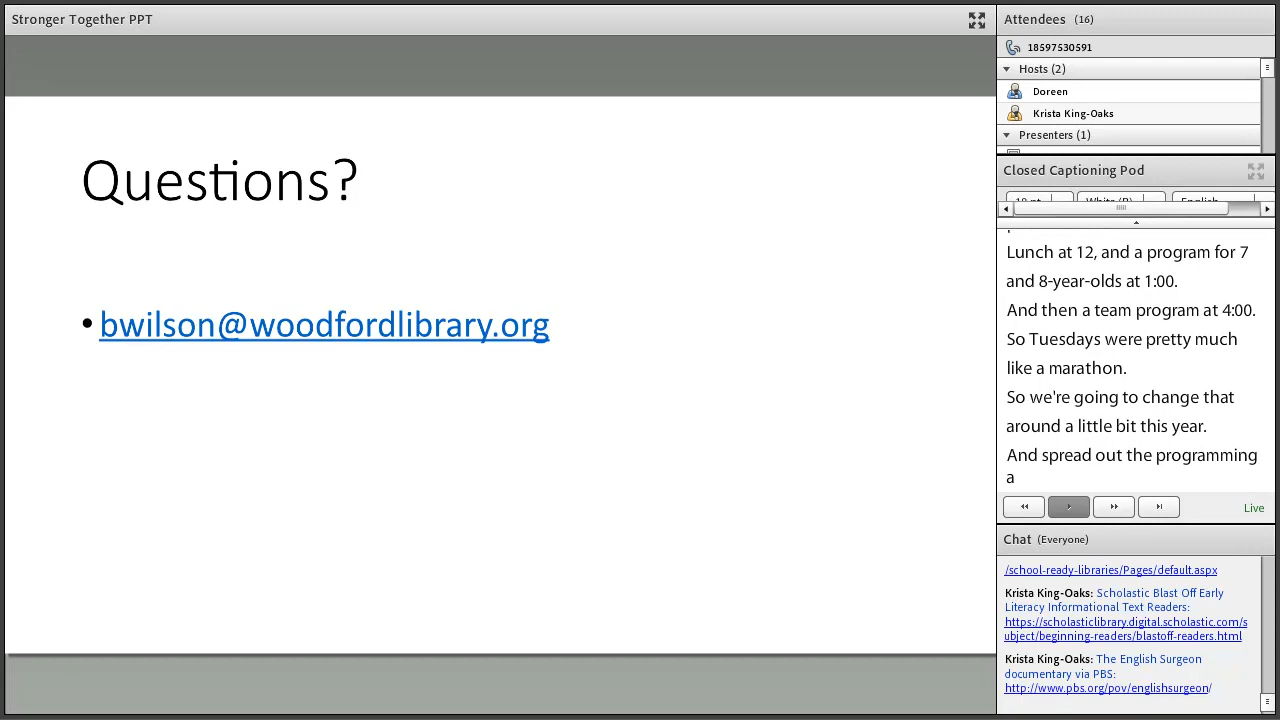 Stronger Together PPT
Questions?
• bwilson@woodfordlibrary.org
Attendees (16)
18597530591
Hosts (2)
Doreen
Krista King-Oaks
Presenters (1)
Closed Captioning Pod
Lunch at 12, and a program for 7
and 8-year-olds at 1:00.
And then a team program at 4:00.
So Tuesdays were pretty much
like a marathon.
So we're going to change that
around a little bit this year.
And spread out the programming
a
Live
Chat (Everyone)
/school-ready-libraries/Pages/default.aspx
Krista King-Oaks: Scholastic Blast Off Early
Literacy Informational Text Readers:
https://scholasticlibrary.digital.scholastic.com/s
ubject/beginning-readers/blastoff-readers.html
Krista King-Oaks: The English Surgeon
documentary via PBS:
http://www.pbs.org/pov/englishsurgeon/